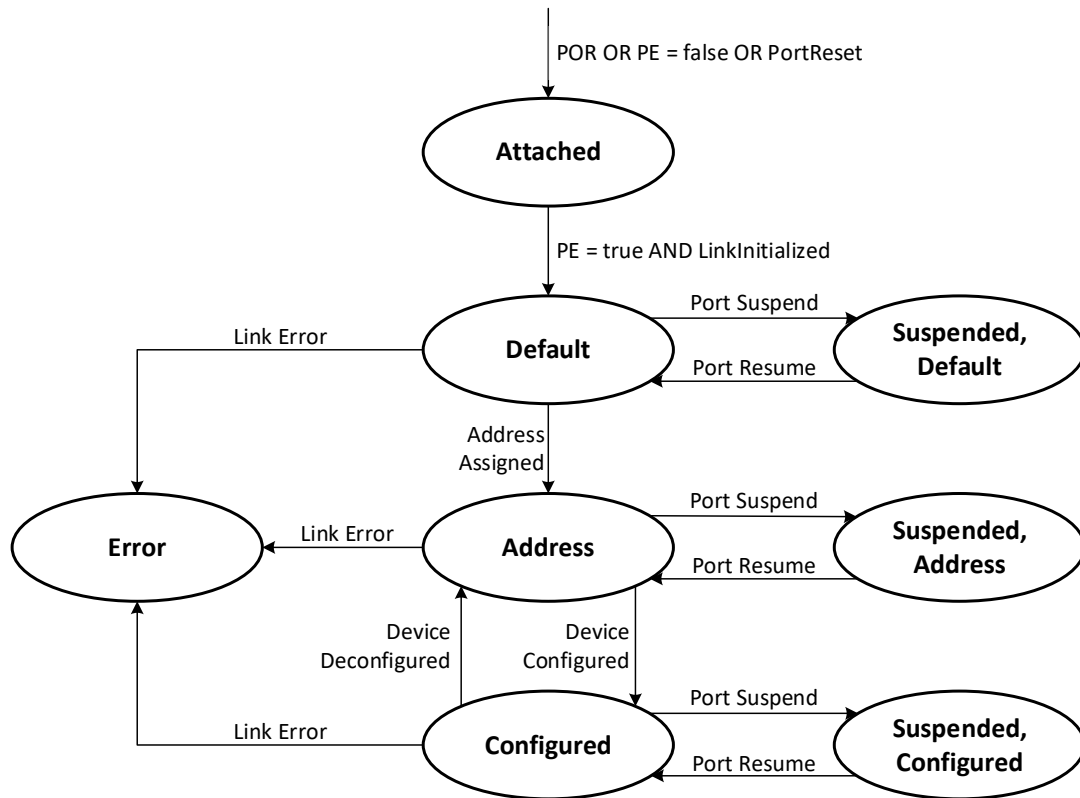 POR OR PE = false OR PortReset
Attached
PE = true AND LinkInitialized
Port Suspend
Link Error
Default
Suspended,
Default
Port Resume
Address
Assigned
Port Suspend
Error
Link Error
Address
Suspended,
Address
Port Resume
Device
Deconfigured
Device
Configured
Port Suspend
Link Error
Configured
Suspended,
Configured
Port Resume